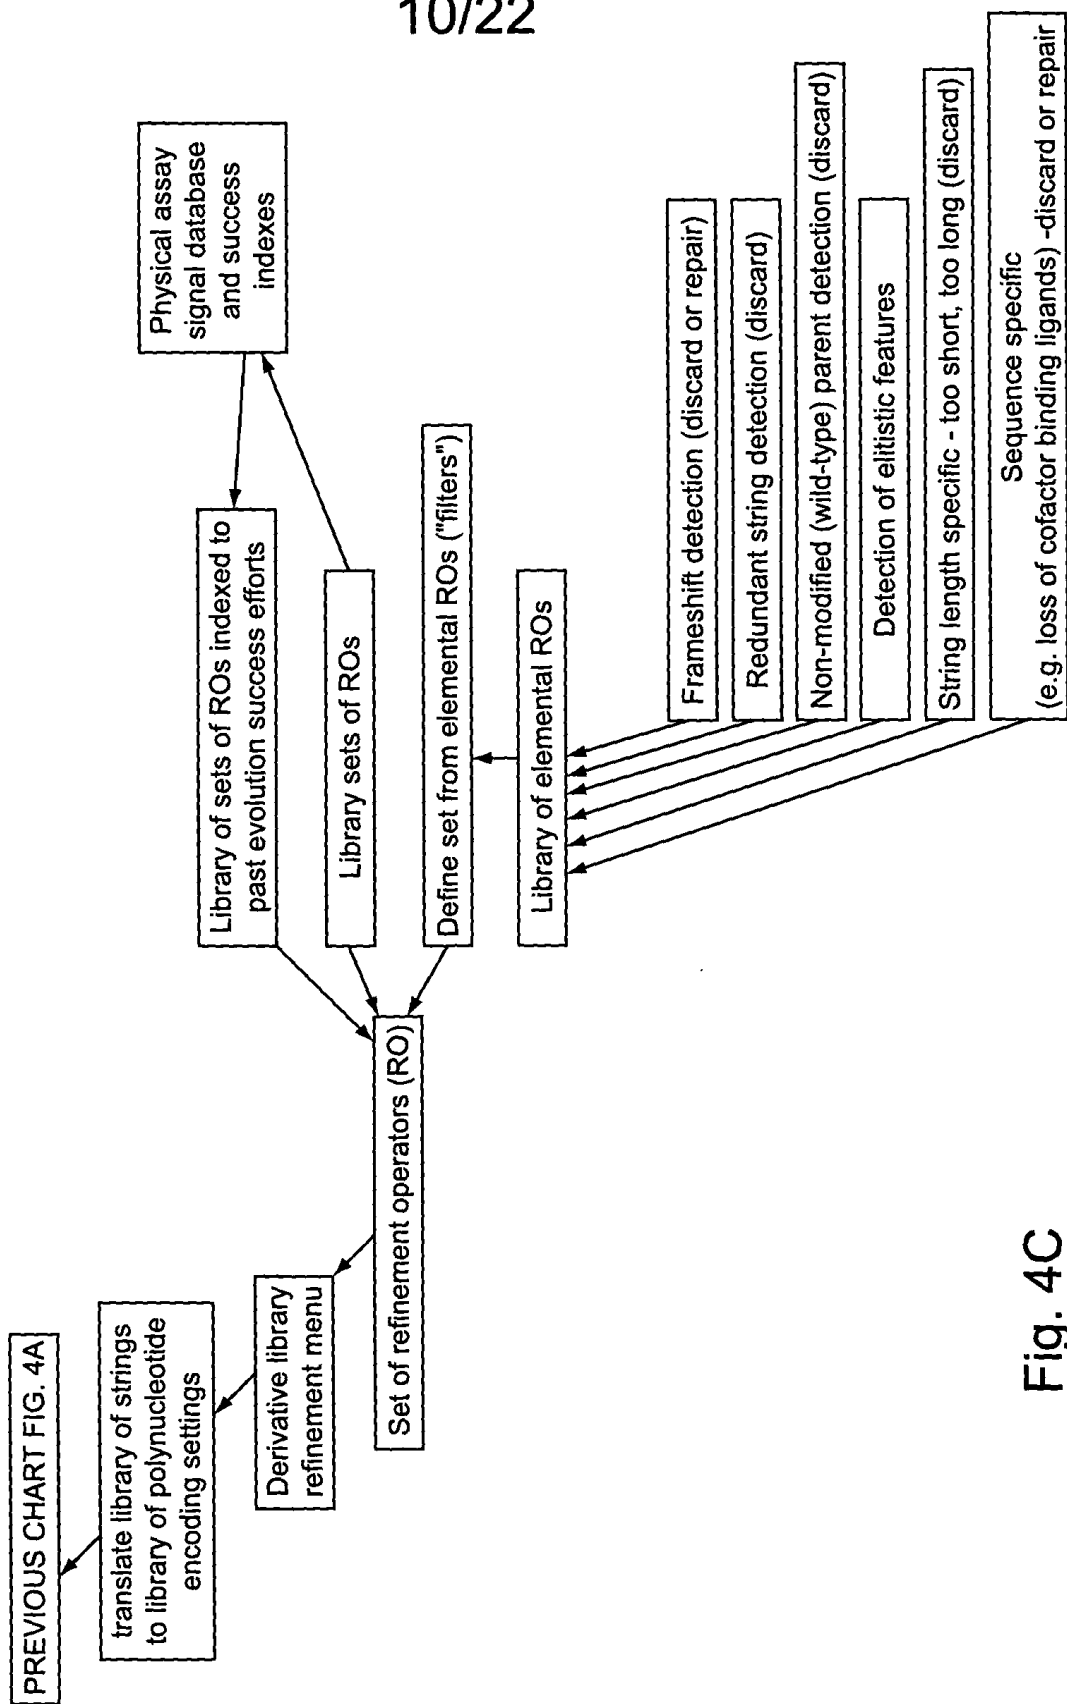 10/22
PREVIOUS CHART FIG. 4A
translate library of strings
to library of polynucleotide
encoding settings
Derivative library
refinement menu
Set of refinement operators (RO)
Library of sets of ROs indexed to
past evolution success efforts
Physical assay
signal database
and success
indexes
Library sets of ROs
Define set from elemental ROs ("filters")
Library of elemental ROs
Frameshift detection (discard or repair)
Redundant string detection (discard)
Non-modified (wild-type) parent detection (discard)
Detection of elitistic features
String length specific - too short, too long (discard)
Sequence specific
(e.g. loss of cofactor binding ligands) -discard or repair
Fig. 4C